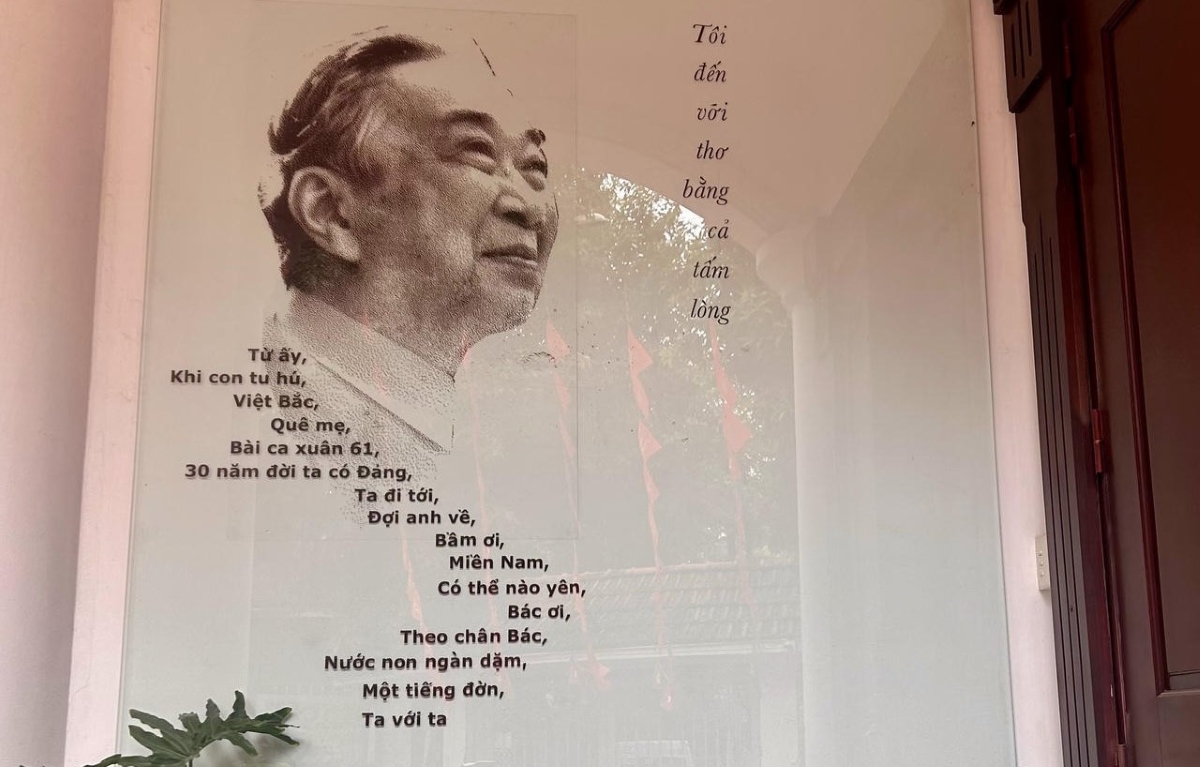 Tôi
đến
với
thơ
bằng
cả
tấm
lòng
Từ ấy,
Khi con tu hú,
Việt Bắc,
Quê mẹ,
Bài ca xuân 61,
30 năm đời ta có Đảng,
Ta đi tới,
Đợi anh về,
Bầm ơi,
Miền Nam,
Có thể nào yên,
Bác ơi,
Theo chân Bác,
Nước non ngàn dặm,
Một tiếng đờn,
Ta với ta